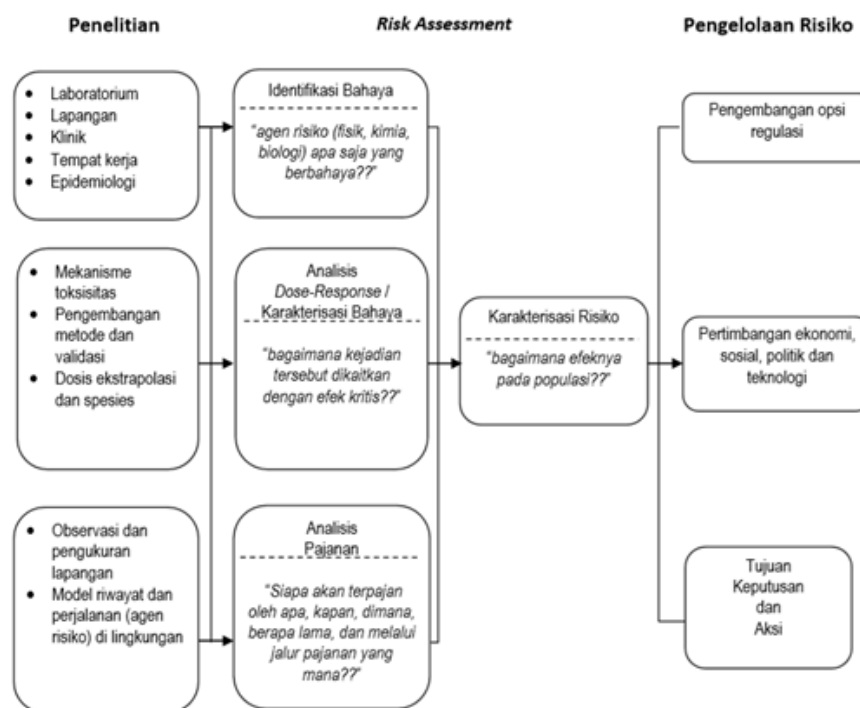 Penelitian
Risk Assessment
Pengelolaan Risiko
• Laboratorium
• Lapangan
• Klinik
• Tempat kerja
• Epidemiologi
Identifikasi Bahaya
“agen risiko (fisik, kimia,
biologi) apa saja yang
berbahaya??”
Pengembangan opsi
regulasi
• Mekanisme
toksisitas
• Pengembangan
metode dan
validasi
• Dosis ekstrapolasi
dan spesies
Analisis
Dose-Response /
Karakterisasi Bahaya
“bagaimana kejadian
tersebut dikaitkan
dengan efek kritis??”
Karakterisasi Risiko
“bagaimana efeknya
pada populasi??”
Pertimbangan ekonomi,
sosial, politik dan
teknologi
• Observasi dan
pengukuran
lapangan
• Model riwayat dan
perjalanan (agen
risiko) di lingkungan
Analisis
Pajanan
“Siapa akan terpajan
oleh apa, kapan, dimana,
berapa lama, dan melalui
jalur pajanan yang
mana??”
Tujuan
Keputusan
dan
Aksi